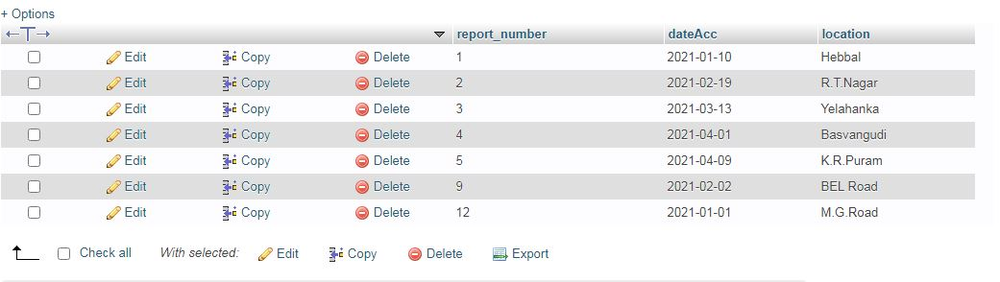 + Options
report_number dateAcc location
Edit Copy Delete 1 2021-01-10 Hebbal
Edit Copy Delete 2 2021-02-19 R.T.Nagar
Edit Copy Delete 3 2021-03-13 Yelahanka
Edit Copy Delete 4 2021-04-01 Basvangudi
Edit Copy Delete 5 2021-04-09 K.R.Puram
Edit Copy Delete 9 2021-02-02 BEL Road
Edit Copy Delete 12 2021-01-01 M.G.Road
Check all With selected: Edit Copy Delete Export